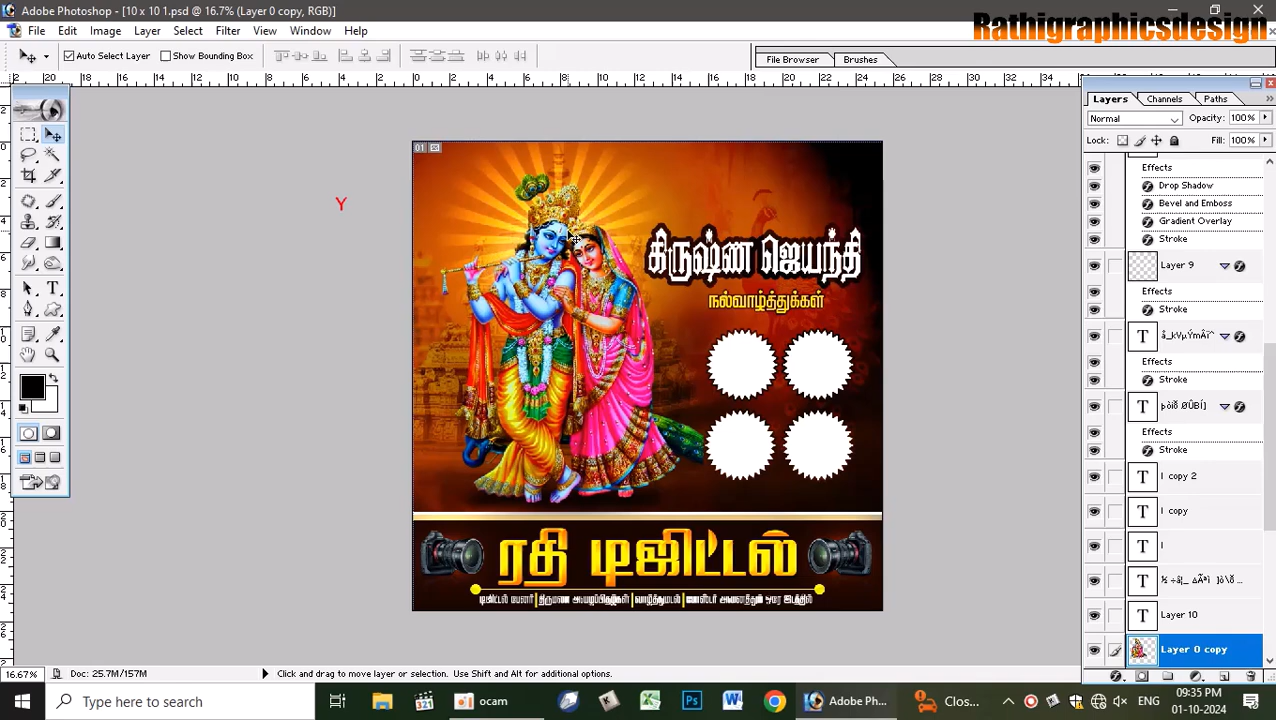 Adobe Photoshop - [10 x 10 1.psd @ 16.7% (Layer 0 copy, RGB)]
Rathigraphicsdesign
File Edit Image Layer Select Filter View Window Help
Auto Select Layer Show Bounding Box
File Browser Brushes
Layers Channels Paths
Normal Opacity: 100%
Lock: Fill: 100%
01
Y
Effects
Drop Shadow
Bevel and Emboss
Gradient Overlay
Stroke
Layer 9
Effects
Stroke
Effects
Stroke
Effects
Stroke
l copy 2
l copy
l
Layer 10
Layer 0 copy
கிருஷ்ண ஜெயந்தி
நல்வாழ்த்துக்கள்
ரதி டிஜிட்டல்
16.67% Doc: 25.7M/157M Click and drag to move layer or selection. Use Shift and Alt for additional options.
Type here to search
ocam
Adobe Ph...
Clos...
ENG
09:35 PM
01-10-2024